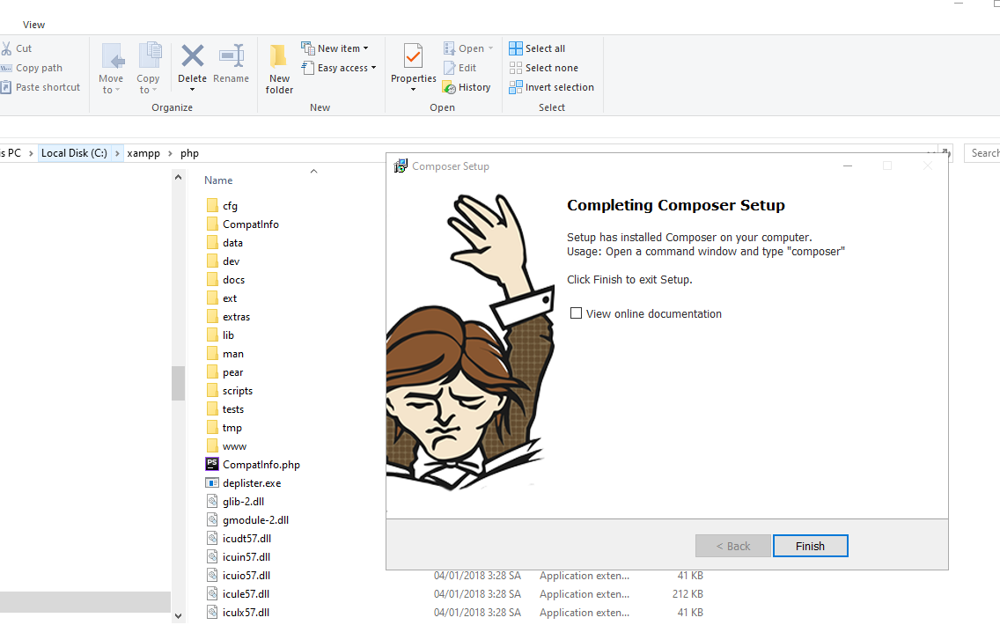 View
Cut
Copy path
Paste shortcut
Move to
Copy to
Delete
Rename
New folder
New item
Easy access
Properties
Open
Edit
History
Select all
Select none
Invert selection
Organize
New
Open
Select
is PC > Local Disk (C:) > xampp > php
Search
Name
cfg
CompatInfo
data
dev
docs
ext
extras
lib
man
pear
scripts
tests
tmp
www
PS CompatInfo.php
deplister.exe
glib-2.dll
gmodule-2.dll
icudt57.dll
icuin57.dll
icuio57.dll 04/01/2018 3:28 SA Application exten... 41 KB
icule57.dll 04/01/2018 3:28 SA Application exten... 212 KB
iculx57.dll 04/01/2018 3:28 SA Application exten... 41 KB
Composer Setup
Completing Composer Setup
Setup has installed Composer on your computer.
Usage: Open a command window and type "composer"
Click Finish to exit Setup.
View online documentation
< Back
Finish